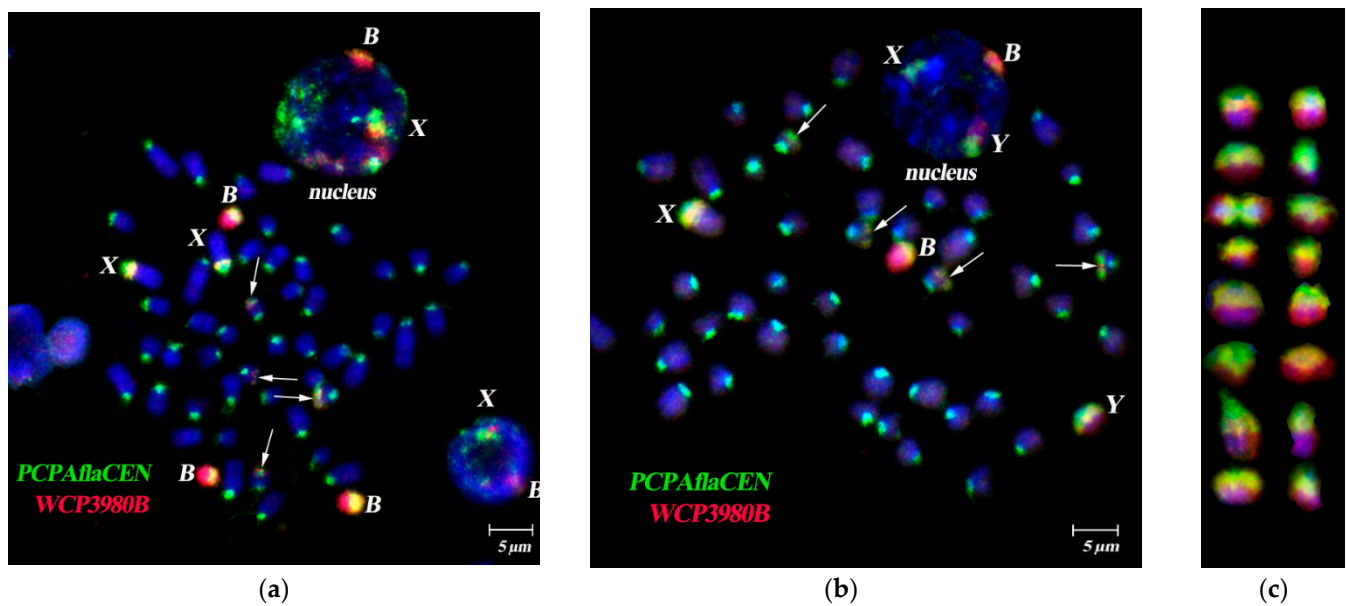 B
X
nucleus
B
X
X
X
B
B
B
PCPAflaCEN
WCP3980B
5 µm
X
B
Y
nucleus
X
B
Y
PCPAflaCEN
WCP3980B
5 µm
(a)
(b)
(c)